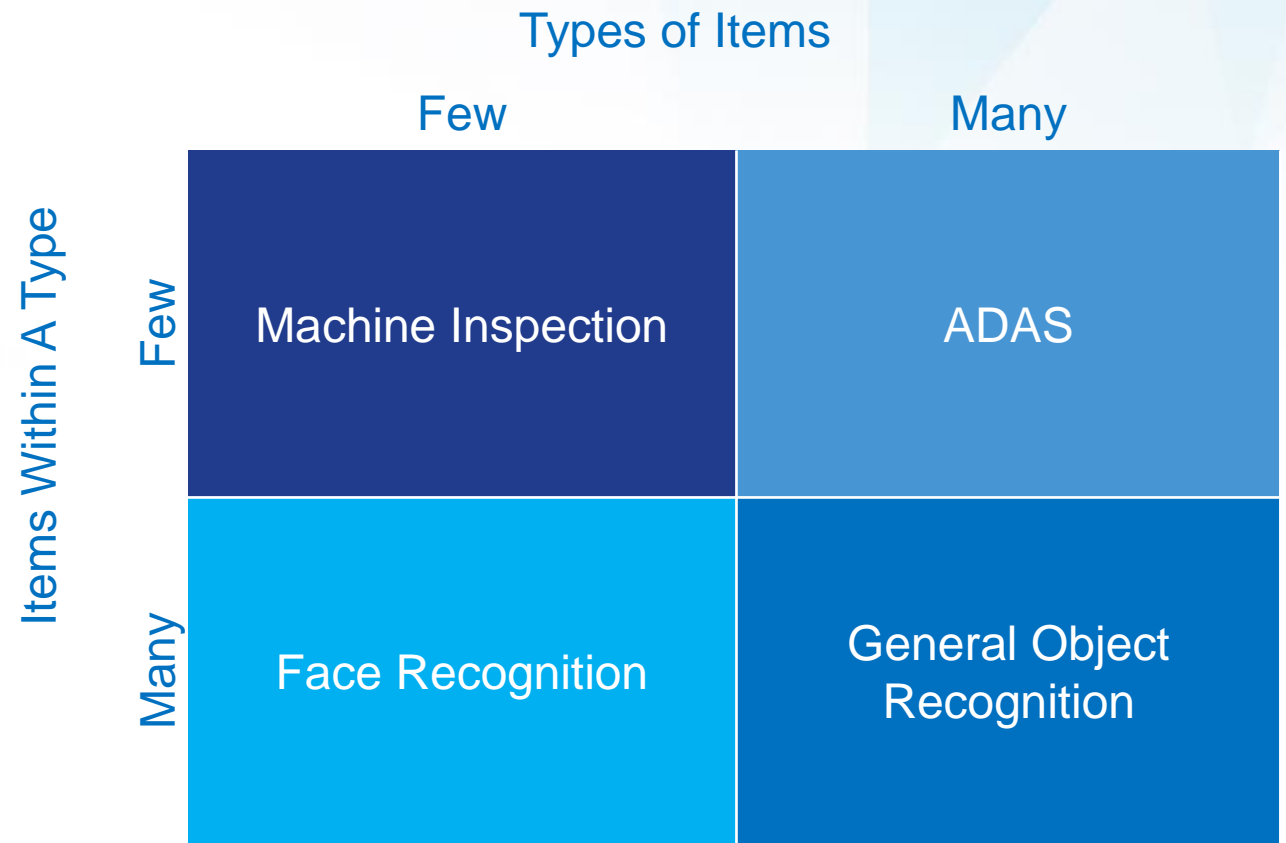 Types of Items
Few Many
Items Within A Type
Few
Machine Inspection
ADAS
Many
Face Recognition
General Object
Recognition